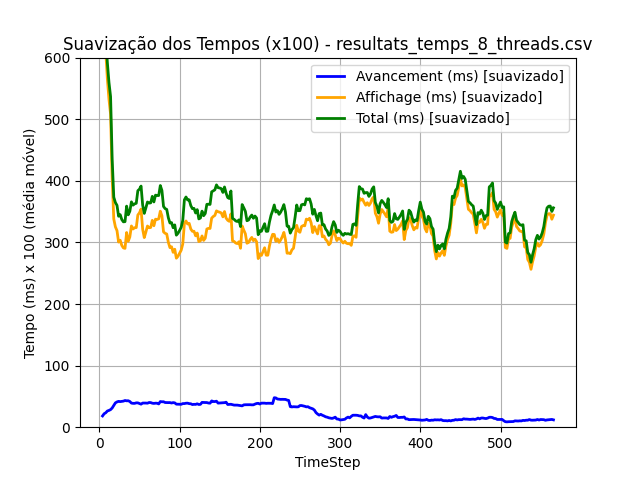 Suavização dos Tempos (x100) - resultats_temps_8_threads.csv
Avancement (ms) [suavizado]
Affichage (ms) [suavizado]
Total (ms) [suavizado]
Tempo (ms) x 100 (média móvel)
600
500
400
300
200
100
0
0 100 200 300 400 500
TimeStep